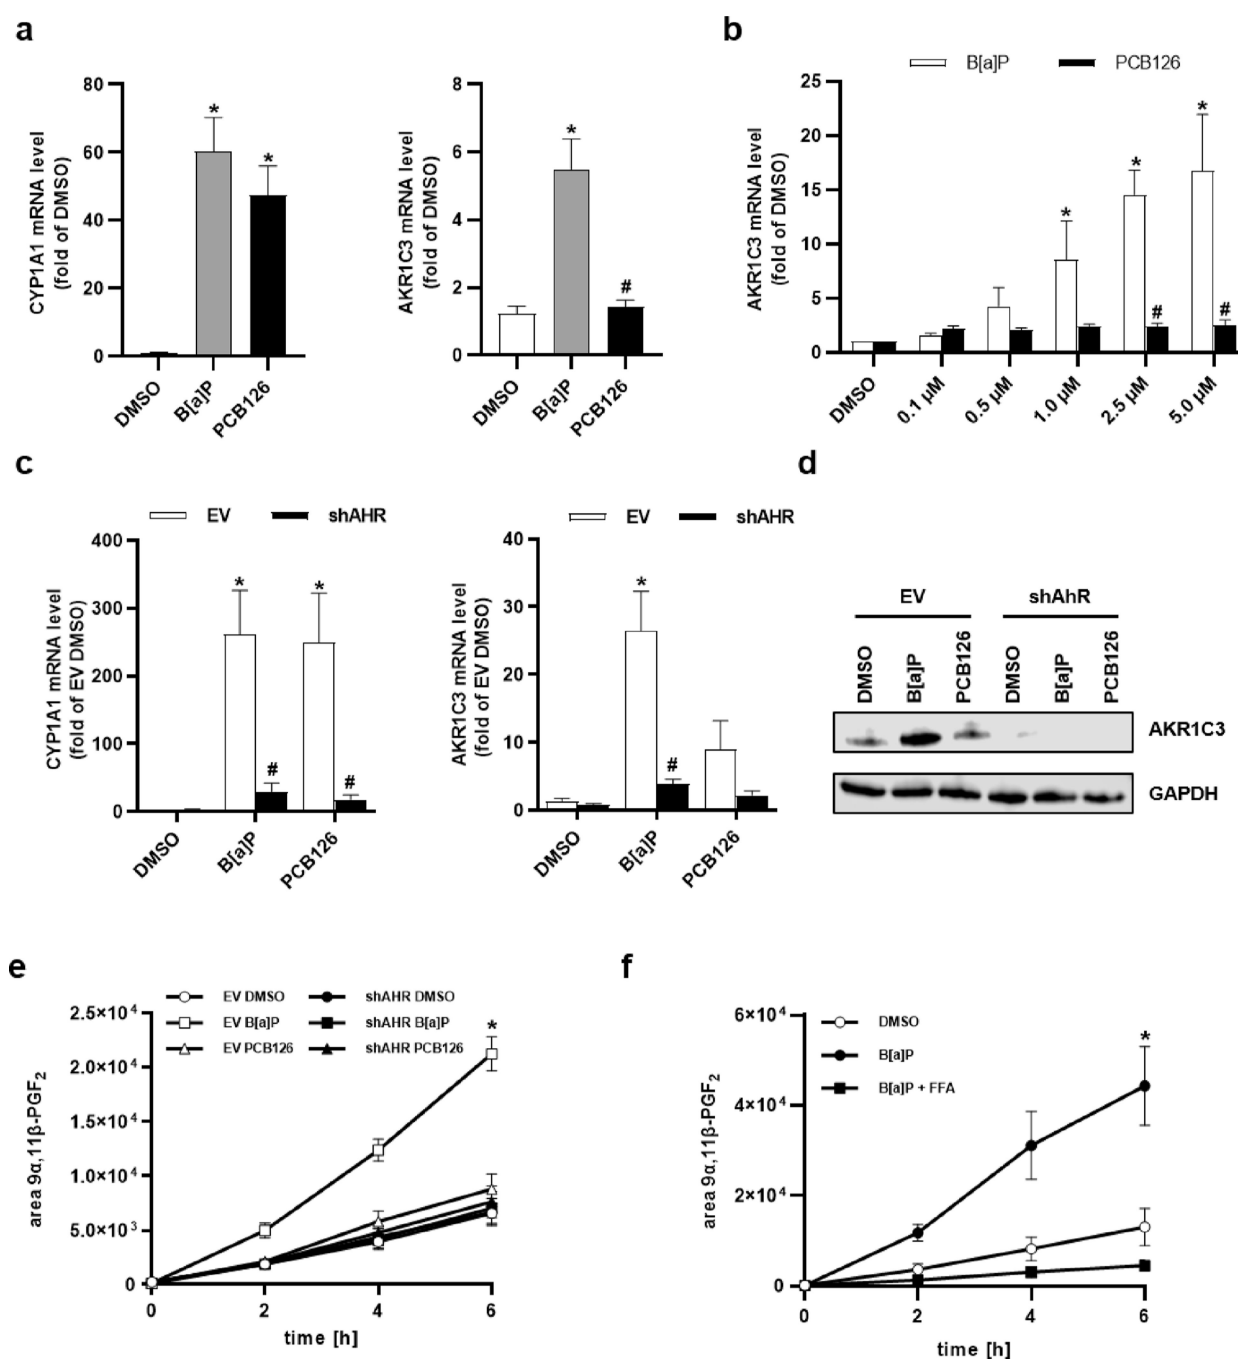 a
CYP1A1 mRNA level
(fold of DMSO)
80
60
40
20
0
*
*
DMSO
B[a]P
PCB126
AKR1C3 mRNA level
(fold of DMSO)
8
6
4
2
0
*
#
DMSO
B[a]P
PCB126
b
B[a]P
PCB126
AKR1C3 mRNA level
(fold of DMSO)
25
20
15
10
5
0
*
*
*
#
#
DMSO
0.1 µM
0.5 µM
1.0 µM
2.5 µM
5.0 µM
c
EV
shAHR
CYP1A1 mRNA level
(fold of EV DMSO)
400
300
200
100
0
*
*
#
#
DMSO
B[a]P
PCB126
EV
shAHR
AKR1C3 mRNA level
(fold of EV DMSO)
40
30
20
10
0
*
#
DMSO
B[a]P
PCB126
d
EV
shAhR
DMSO
B[a]P
PCB126
DMSO
B[a]P
PCB126
AKR1C3
GAPDH
e
EV DMSO
shAHR DMSO
EV B[a]P
shAHR B[a]P
EV PCB126
shAHR PCB126
area 9α,11β-PGF₂
2.5×10⁴
2.0×10⁴
1.5×10⁴
1.0×10⁴
5.0×10³
0
*
0
2
4
6
time [h]
f
DMSO
B[a]P
B[a]P + FFA
area 9α,11β-PGF₂
6×10⁴
4×10⁴
2×10⁴
0
*
0
2
4
6
time [h]